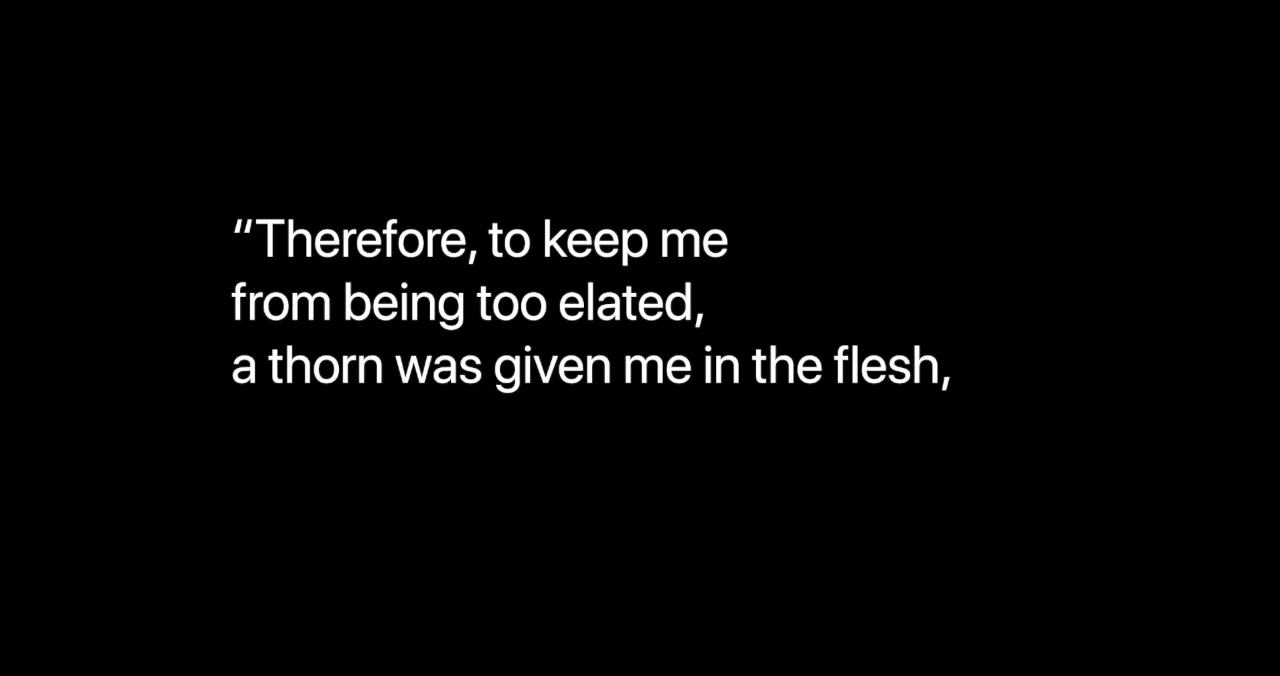 “Therefore, to keep me
from being too elated,
a thorn was given me in the flesh,